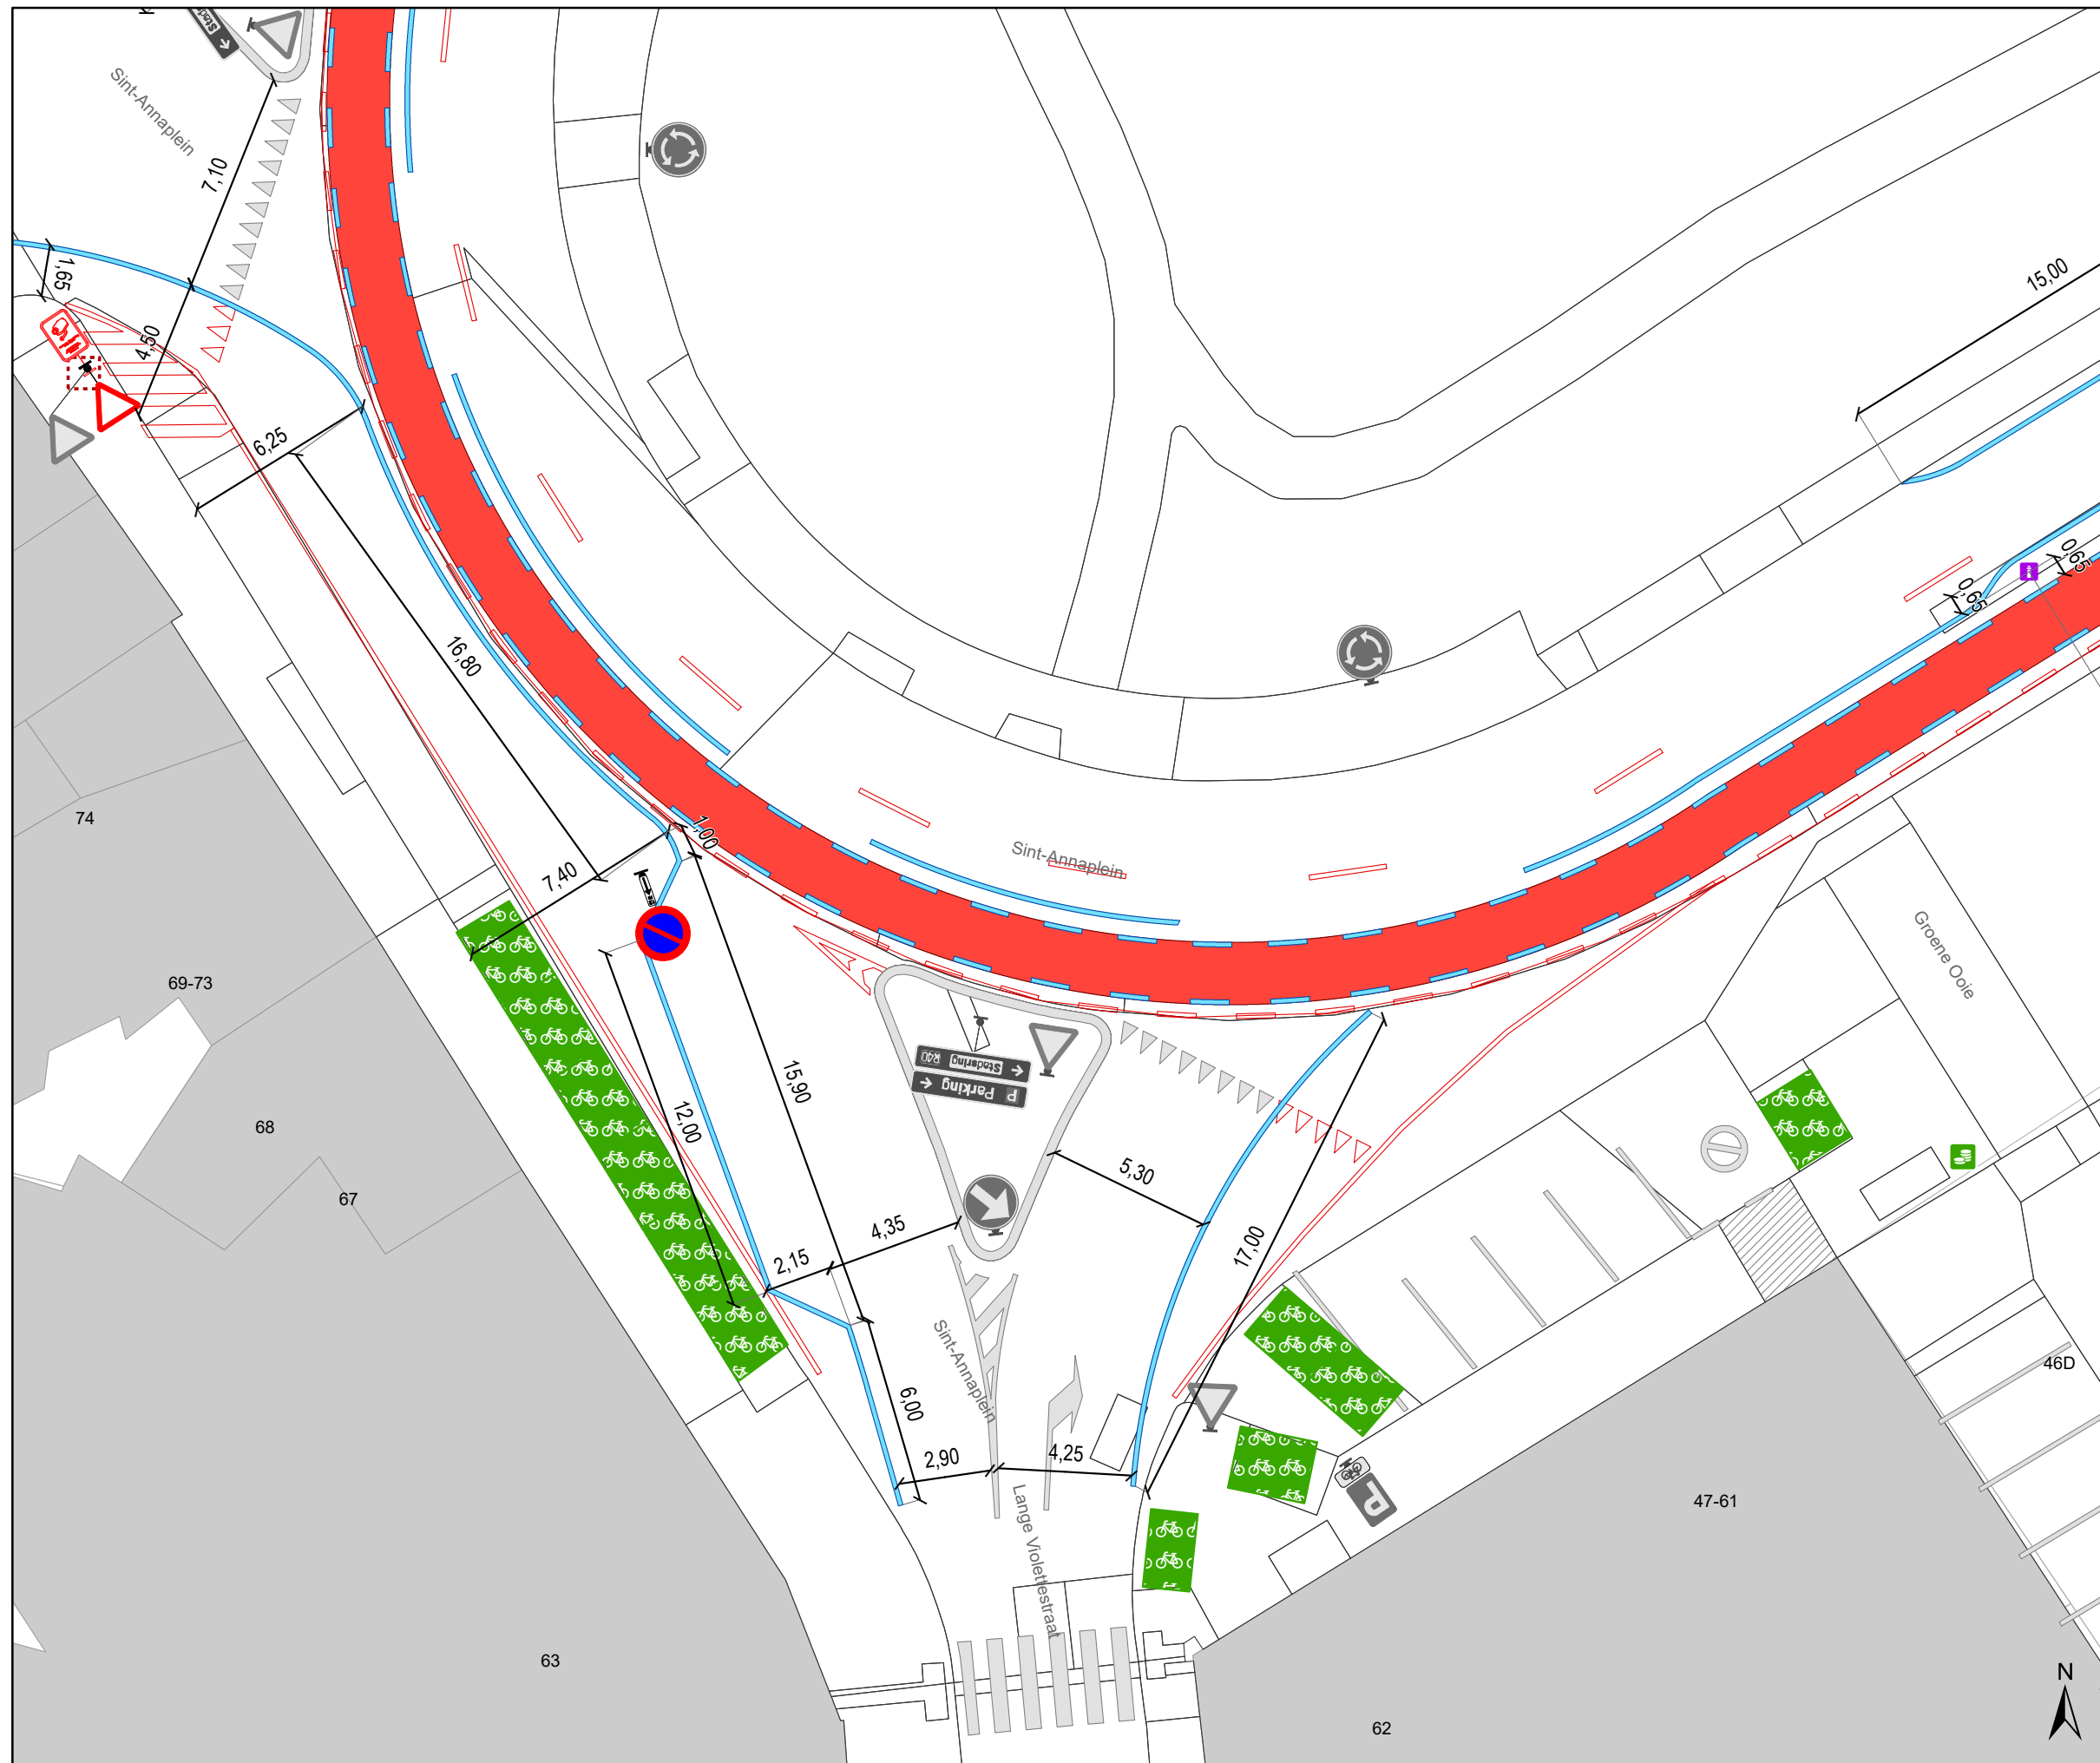 Stadsring
Sint-Annaplein
7,10
15,00
1,65
4,50
6,25
0,65
0,65
16,80
1,00
74
7,40
Sint-Annaplein
Groene Ooie
69-73
Stadsring R40
P Parking
15,90
12,00
68
67
5,30
4,35
2,15
17,00
Sint-Annaplein
46D
6,00
2,90
4,25
Lange Violettestraat
P
47-61
63
62
N